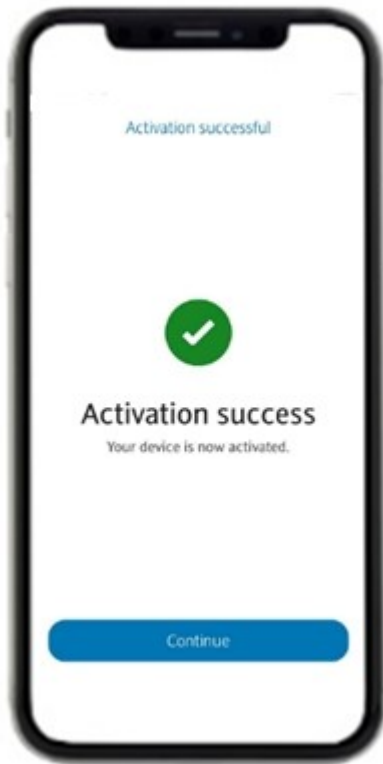 Activation successful
Activation success
Your device is now activated.
Continue